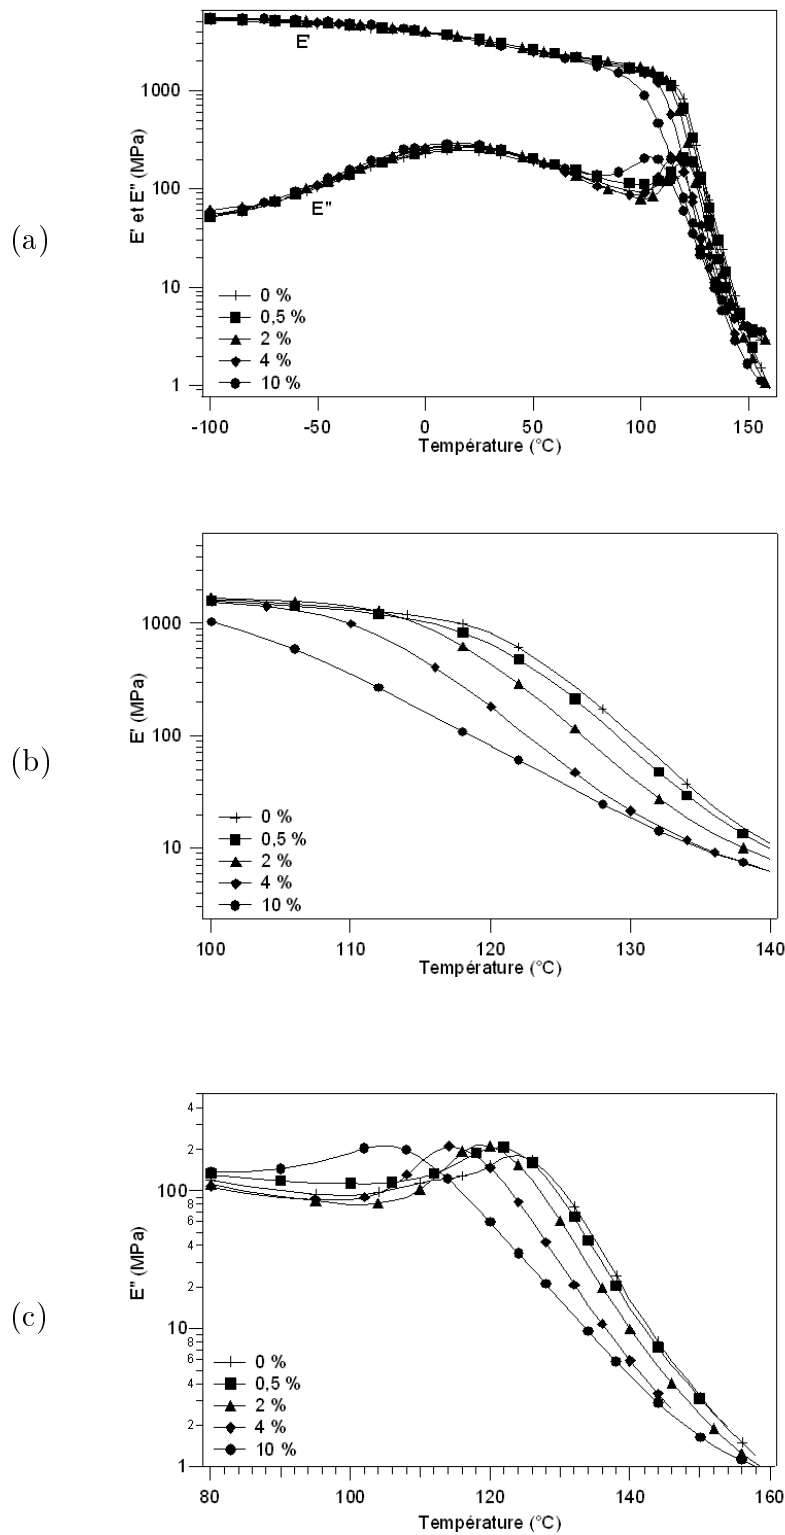 (a)
E' et E" (MPa)
1000
100
10
1
E'
E"
0 %
0,5 %
2 %
4 %
10 %
-100 -50 0 50 100 150
Température (°C)
(b)
E' (MPa)
1000
100
10
0 %
0,5 %
2 %
4 %
10 %
100 110 120 130 140
Température (°C)
(c)
E" (MPa)
4
2
100
8
6
4
2
10
8
6
4
2
1
0 %
0,5 %
2 %
4 %
10 %
80 100 120 140 160
Température (°C)